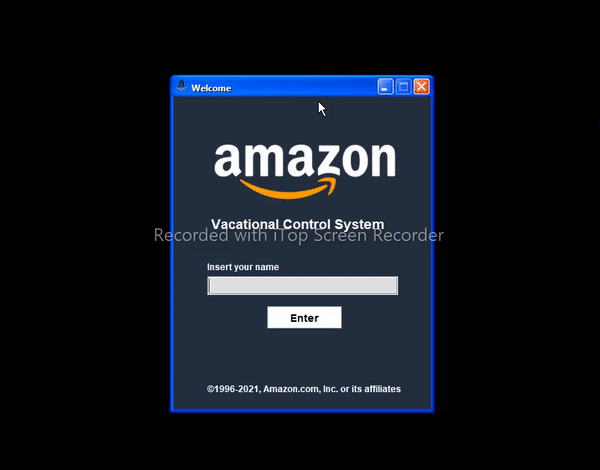 Welcome
amazon
Vacational Control System
Recorded with iTop Screen Recorder
Insert your name
Enter
©1996-2021, Amazon.com, Inc. or its affiliates